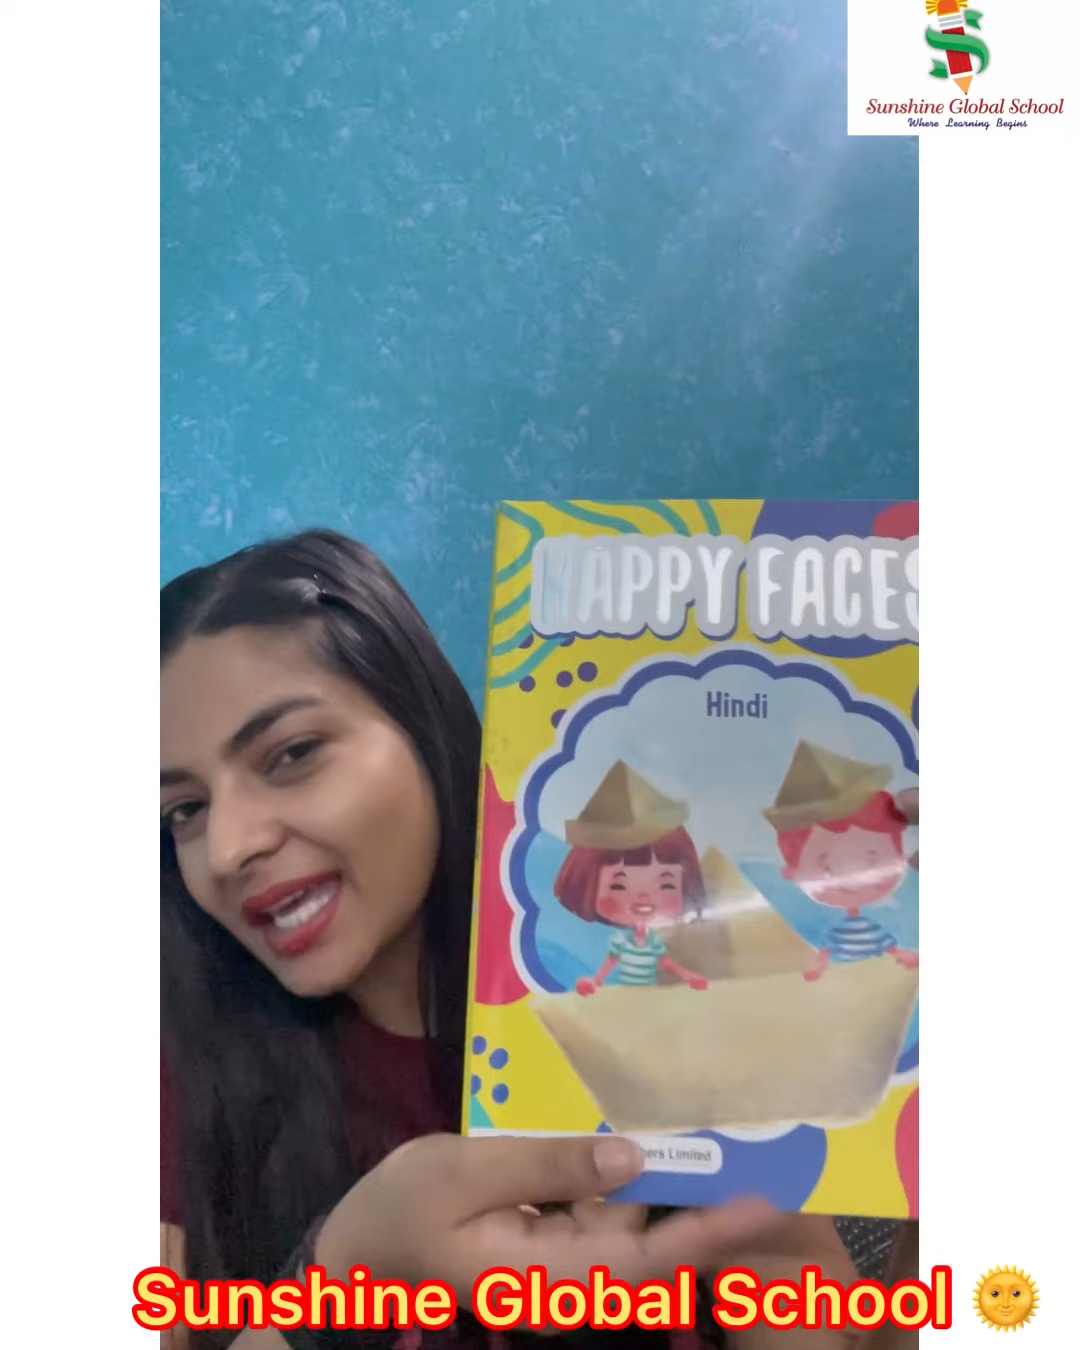 Sunshine Global School
Where Learning Begins
HAPPY FACES
Hindi
Limited
Sunshine Global School